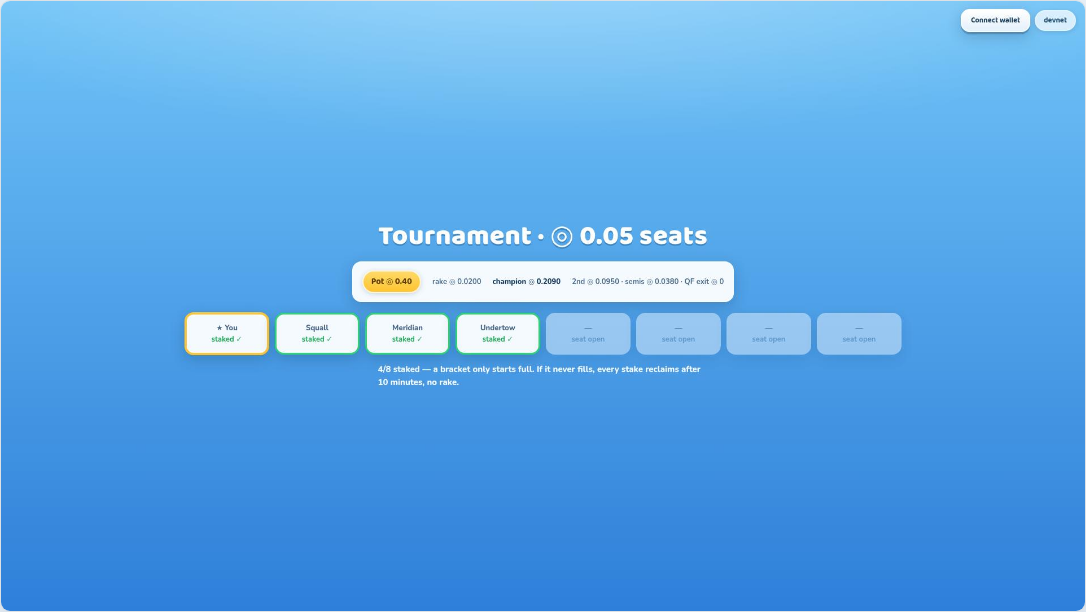 Connect wallet devnet
Tournament · ◎ 0.05 seats
Pot ◎ 0.40 rake ◎ 0.0200 champion ◎ 0.2090 2nd ◎ 0.0950 · semis ◎ 0.0380 · QF exit ◎ 0
★ You Squall Meridian Undertow — — — —
staked ✓ staked ✓ staked ✓ staked ✓ seat open seat open seat open seat open
4/8 staked — a bracket only starts full. If it never fills, every stake reclaims after
10 minutes, no rake.